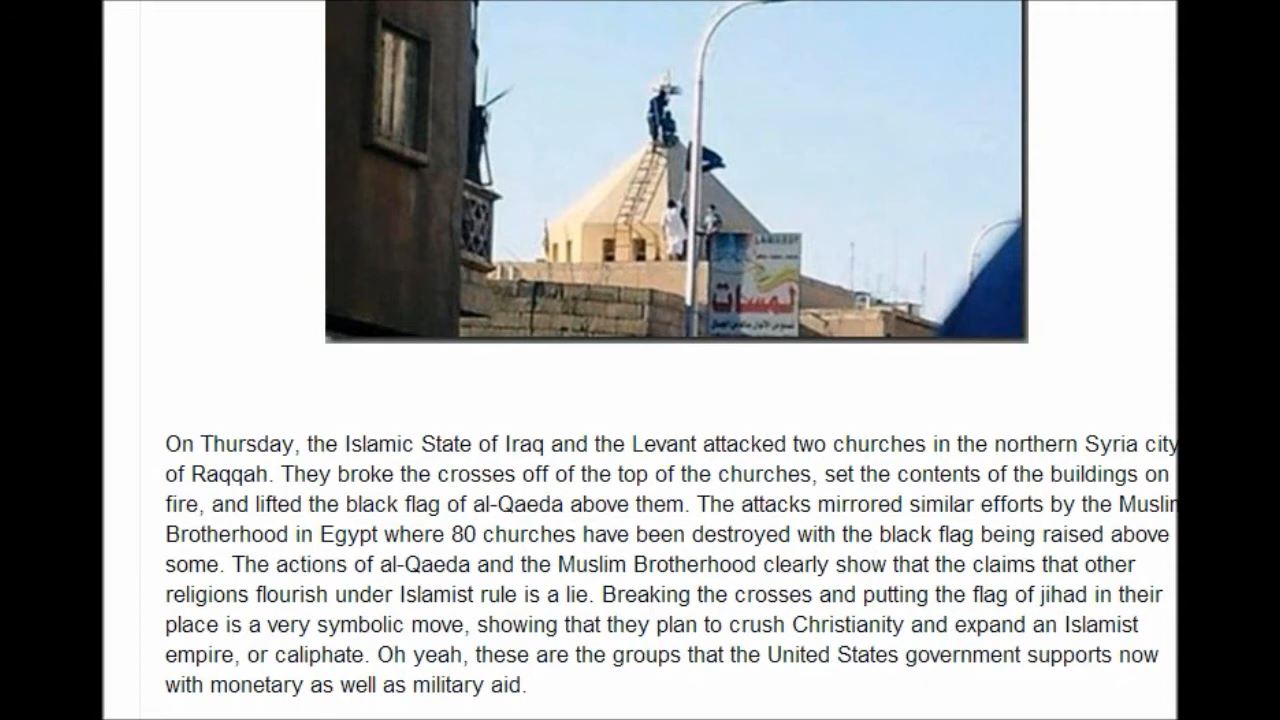 لمسات
On Thursday, the Islamic State of Iraq and the Levant attacked two churches in the northern Syria city
of Raqqah. They broke the crosses off of the top of the churches, set the contents of the buildings on
fire, and lifted the black flag of al-Qaeda above them. The attacks mirrored similar efforts by the Muslim
Brotherhood in Egypt where 80 churches have been destroyed with the black flag being raised above
some. The actions of al-Qaeda and the Muslim Brotherhood clearly show that the claims that other
religions flourish under Islamist rule is a lie. Breaking the crosses and putting the flag of jihad in their
place is a very symbolic move, showing that they plan to crush Christianity and expand an Islamist
empire, or caliphate. Oh yeah, these are the groups that the United States government supports now
with monetary as well as military aid.